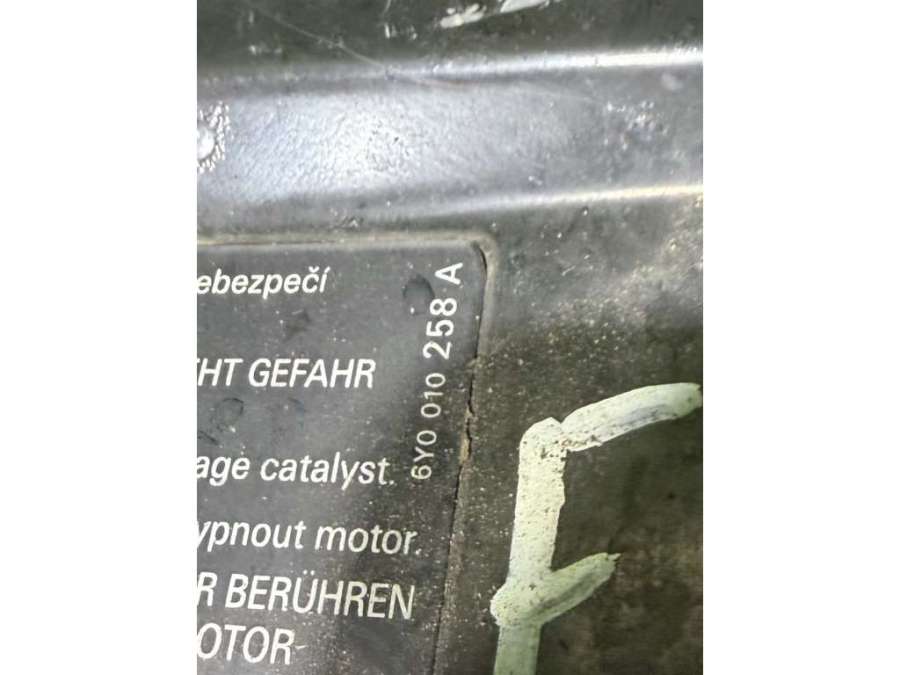 ebezpečí
HT GEFAHR
age catalyst.
ypnout motor.
R BERÜHREN
OTOR
6Y0 010 258 A
F